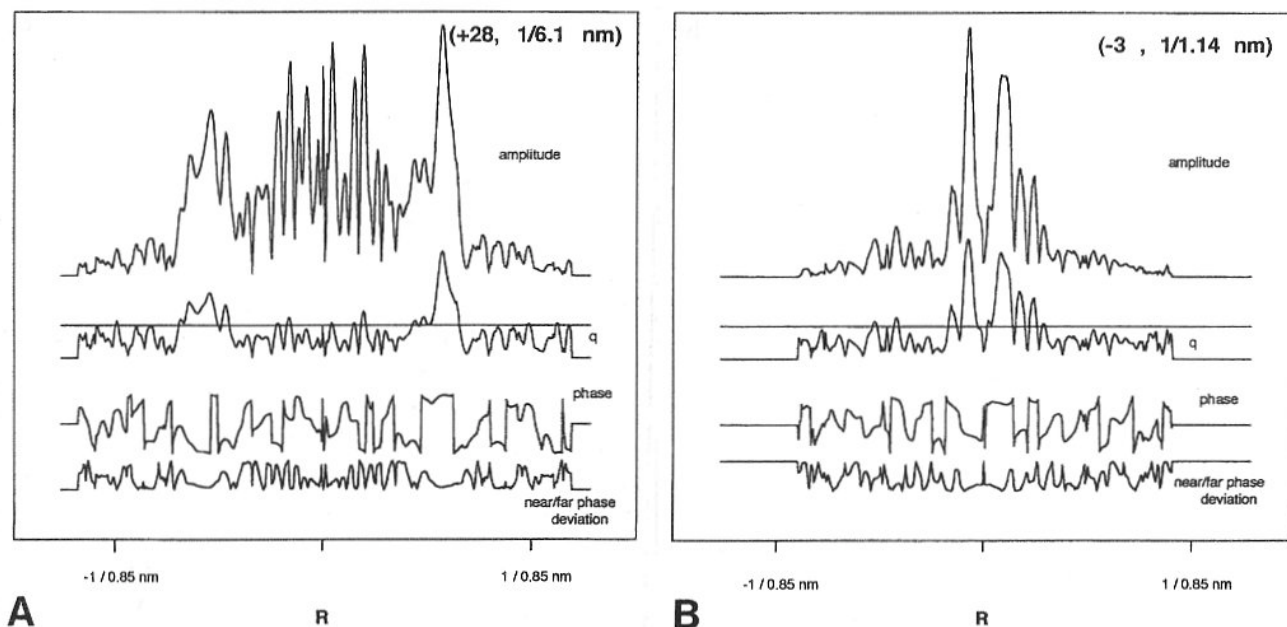 (+28, 1/6.1 nm)
amplitude
q
phase
near/far phase
deviation
-1 / 0.85 nm
1 / 0.85 nm
A
R
(-3 , 1/1.14 nm)
amplitude
q
phase
near/far phase
deviation
-1 / 0.85 nm
1 / 0.85 nm
B
R